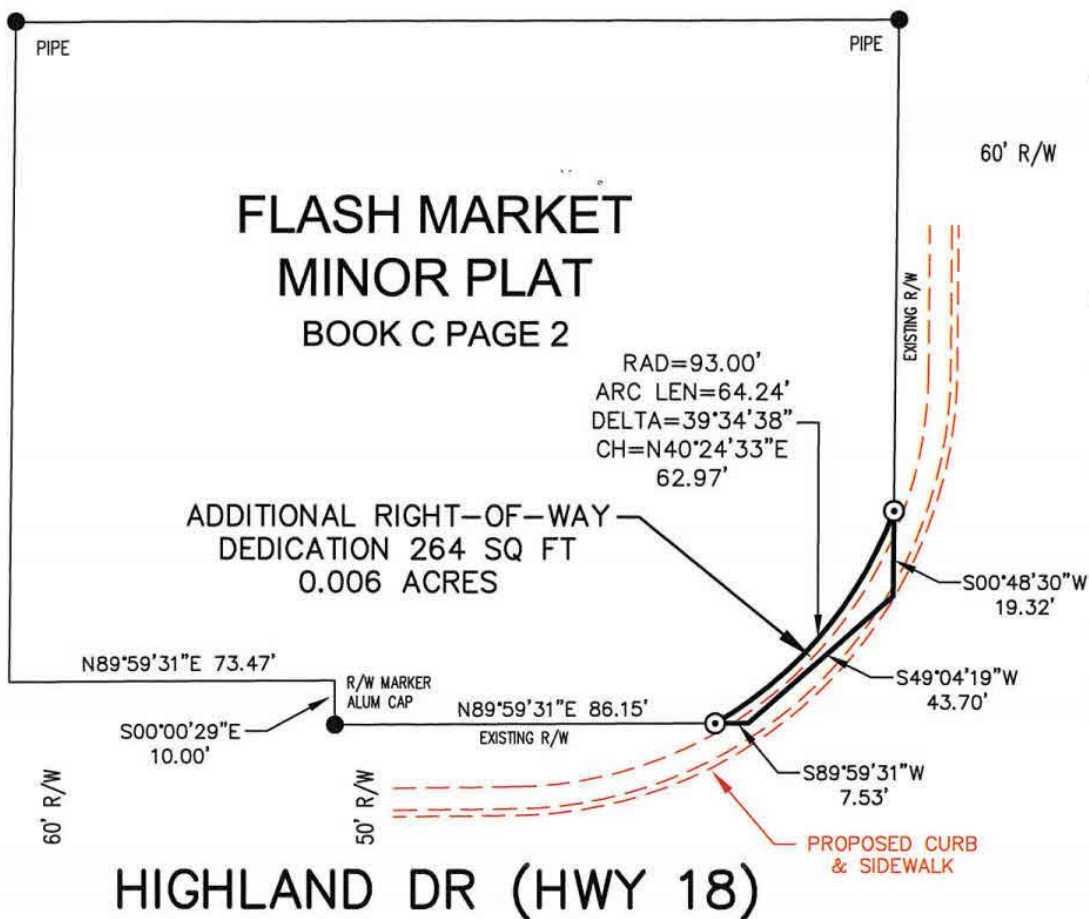 PIPE
PIPE
60' R/W
FLASH MARKET
MINOR PLAT
BOOK C PAGE 2
EXISTING R/W
RAD=93.00'
ARC LEN=64.24'
DELTA=39°34'38"
CH=N40°24'33"E
62.97'
ADDITIONAL RIGHT-OF-WAY
DEDICATION 264 SQ FT
0.006 ACRES
S00°48'30"W
19.32'
N89°59'31"E 73.47'
R/W MARKER
ALUM CAP
S49°04'19"W
43.70'
S00°00'29"E
10.00'
N89°59'31"E 86.15'
EXISTING R/W
S89°59'31"W
7.53'
60' R/W
50' R/W
PROPOSED CURB
& SIDEWALK
HIGHLAND DR (HWY 18)